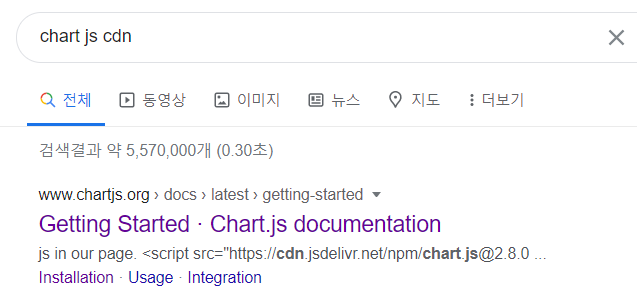 chart js cdn
전체 동영상 이미지 뉴스 지도 더보기
검색결과 약 5,570,000개 (0.30초)
www.chartjs.org › docs › latest › getting-started
Getting Started · Chart.js documentation
js in our page. <script src="https://cdn.jsdelivr.net/npm/chart.js@2.8.0 ...
Installation · Usage · Integration